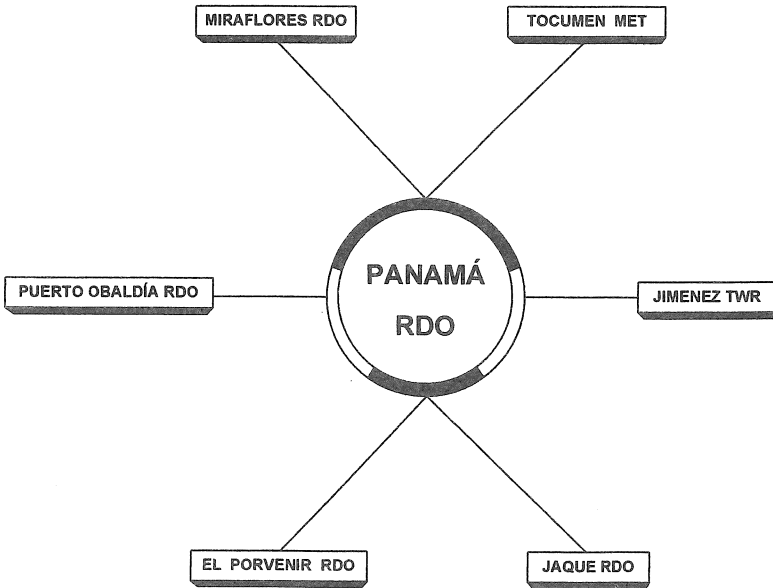 MIRAFLORES RDO
TOCUMEN MET
PANAMÁ
RDO
PUERTO OBALDÍA RDO
JIMENEZ TWR
EL PORVENIR RDO
JAQUE RDO